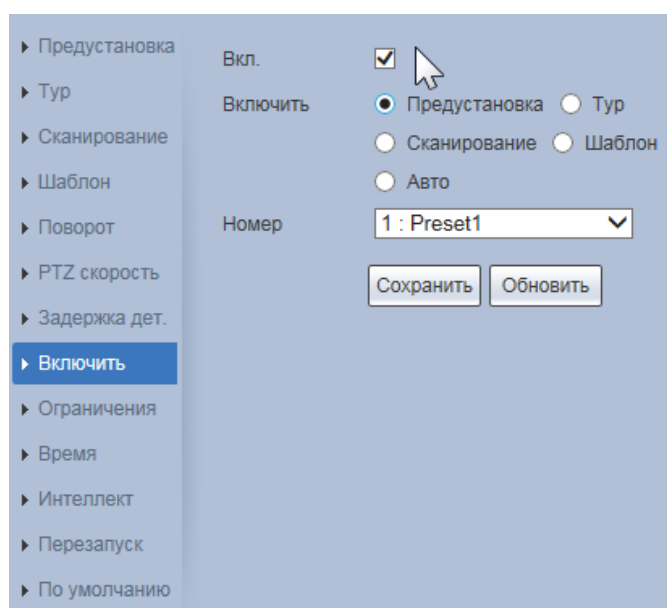 Предустановка
Тур
Сканирование
Шаблон
Поворот
PTZ скорость
Задержка дет.
Включить
Ограничения
Время
Интеллект
Перезапуск
По умолчанию
Вкл.
Включить Предустановка Тур
Сканирование Шаблон
Авто
Номер 1 : Preset1
Сохранить Обновить